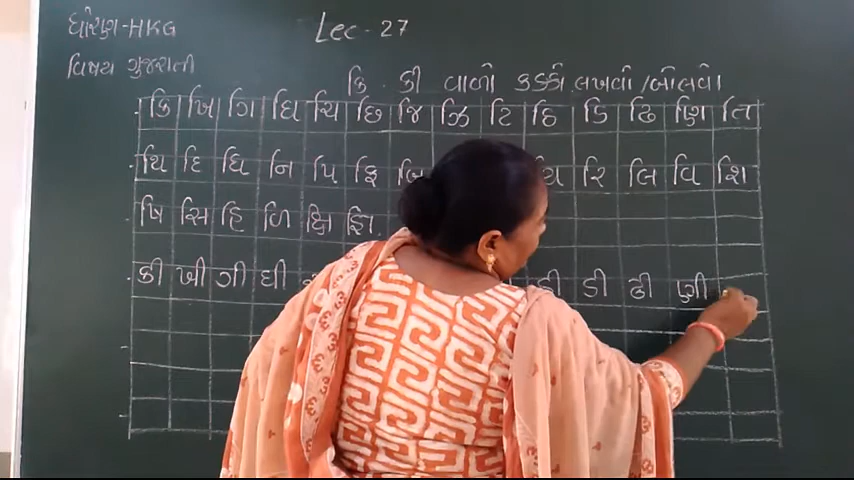 ધોરણ-HKG
Lec - 27
વિષય ગુજરાતી
કિ . કી વાળો કક્કો લખવો/બોલવો
કિ ખિ ગિ ઘિ ચિ છિ જિ ઝિ ટિ ઠિ ડિ ઢિ ણિ તિ
થિ દિ ધિ નિ પિ ફિ બિ યિ રિ લિ વિ શિ
ષિ સિ હિ ળિ ક્ષિ જ્ઞિ
કી ખી ગી ઘી ડી ઢી ણી